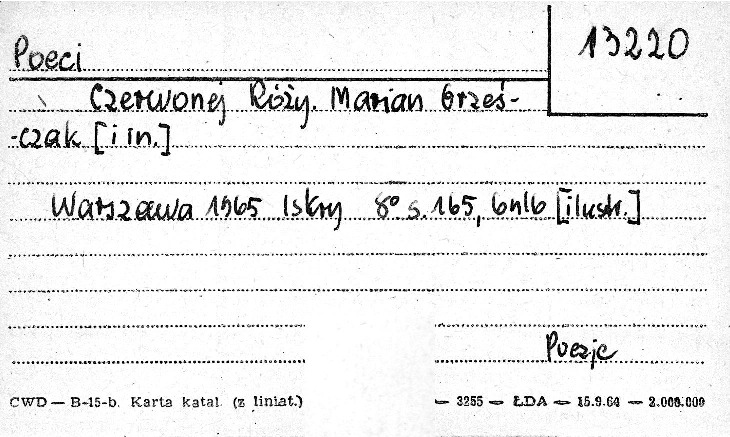 13220
Poeci
Czerwonej Róży. Marian Grześ-
-czak [i in.]
Warszawa 1965 Iskry 8° s. 165, 6nlb [ilustr.]
Poezje
CWD — B-15-b. Karta katal. (z liniat.) — 3255 — ŁDA — 15.9.64 — 2.000.000